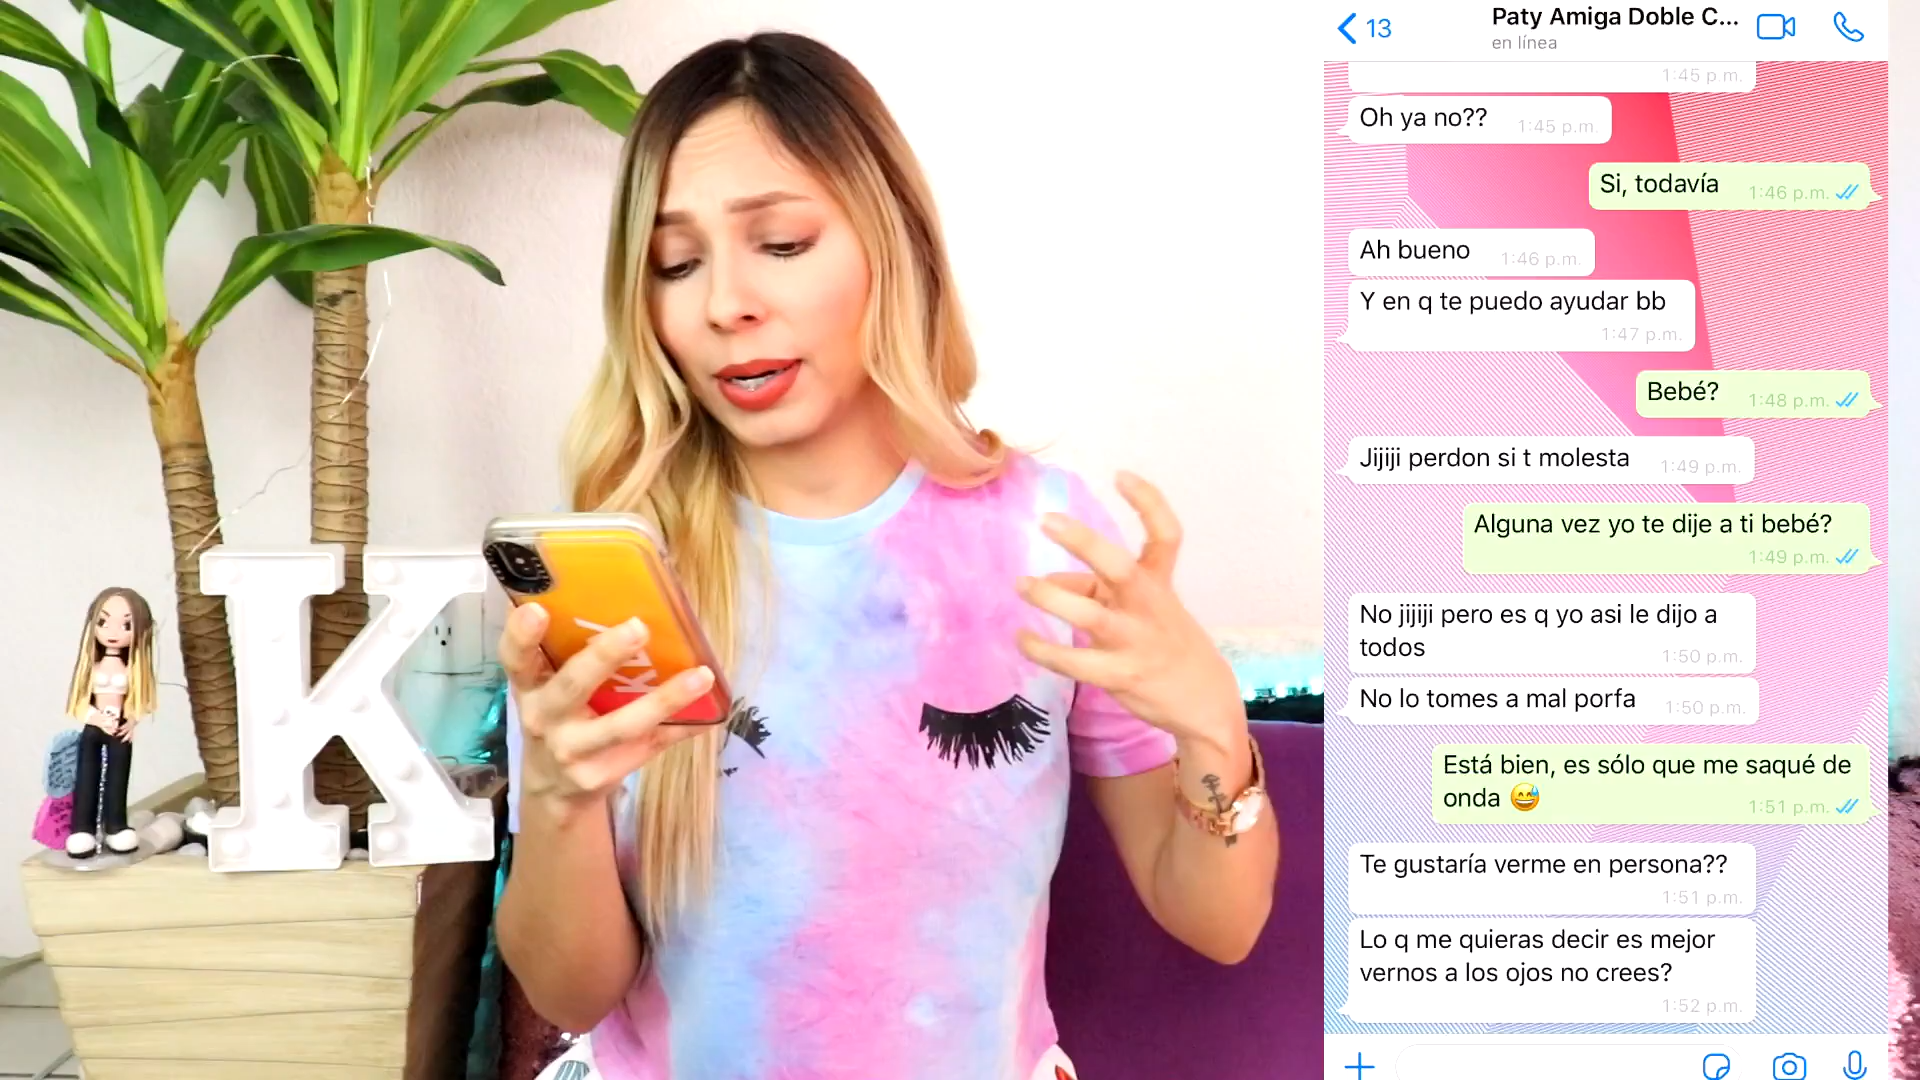 13
Paty Amiga Doble C...
en línea
1:45 p.m.
Oh ya no??
1:45 p.m.
Si, todavía
1:46 p.m.
Ah bueno
1:46 p.m.
Y en q te puedo ayudar bb
1:47 p.m.
Bebé?
1:48 p.m.
Jijiji perdon si t molesta
1:49 p.m.
Alguna vez yo te dije a ti bebé?
1:49 p.m.
No jijiji pero es q yo asi le dijo a
todos
1:50 p.m.
No lo tomes a mal porfa
1:50 p.m.
Está bien, es sólo que me saqué de
onda 😅
1:51 p.m.
Te gustaría verme en persona??
1:51 p.m.
Lo q me quieras decir es mejor
vernos a los ojos no crees?
1:52 p.m.
K